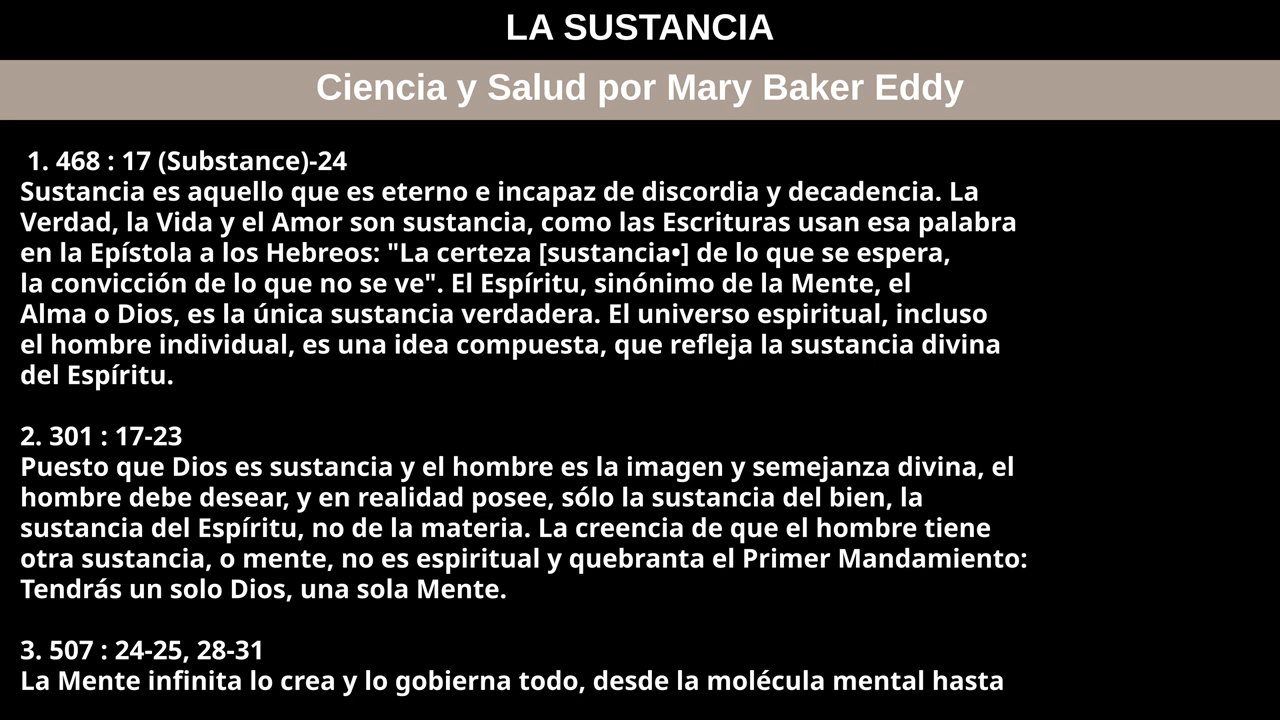 LA SUSTANCIA
Ciencia y Salud por Mary Baker Eddy
1. 468 : 17 (Substance)-24
Sustancia es aquello que es eterno e incapaz de discordia y decadencia. La
Verdad, la Vida y el Amor son sustancia, como las Escrituras usan esa palabra
en la Epístola a los Hebreos: "La certeza [sustancia•] de lo que se espera,
la convicción de lo que no se ve". El Espíritu, sinónimo de la Mente, el
Alma o Dios, es la única sustancia verdadera. El universo espiritual, incluso
el hombre individual, es una idea compuesta, que refleja la sustancia divina
del Espíritu.
2. 301 : 17-23
Puesto que Dios es sustancia y el hombre es la imagen y semejanza divina, el
hombre debe desear, y en realidad posee, sólo la sustancia del bien, la
sustancia del Espíritu, no de la materia. La creencia de que el hombre tiene
otra sustancia, o mente, no es espiritual y quebranta el Primer Mandamiento:
Tendrás un solo Dios, una sola Mente.
3. 507 : 24-25, 28-31
La Mente infinita lo crea y lo gobierna todo, desde la molécula mental hasta